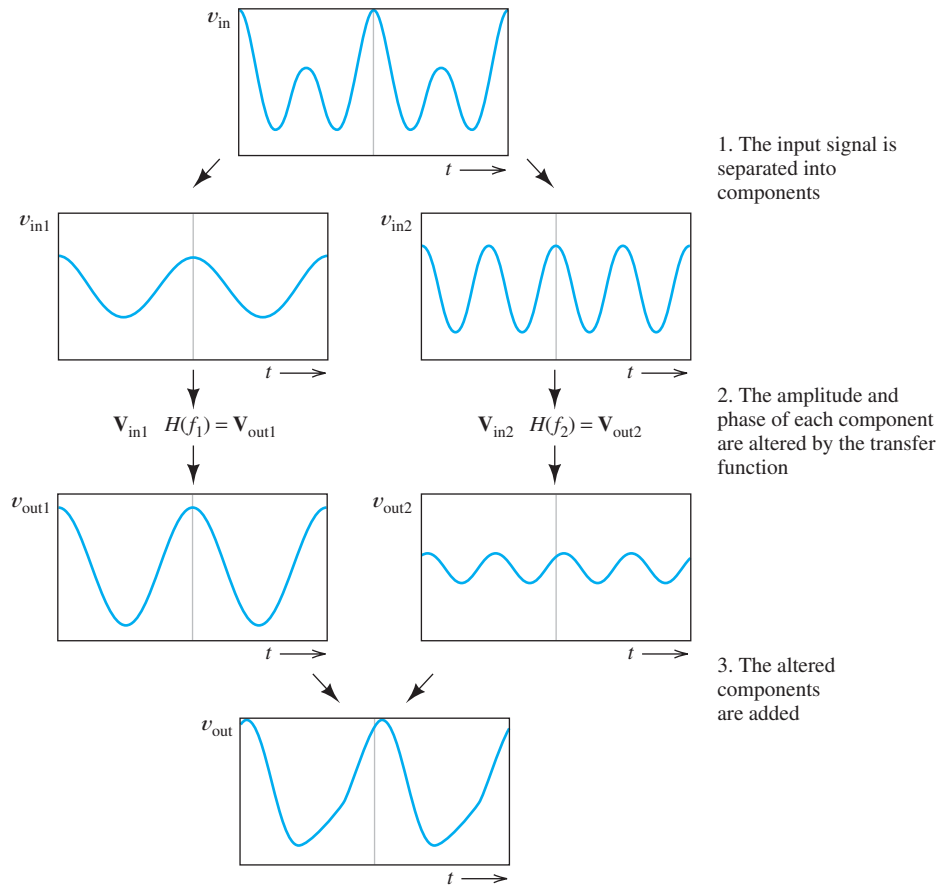 v_in
t
1. The input signal is
separated into
components
v_in1
v_in2
t
t
V_in1 H(f_1) = V_out1
V_in2 H(f_2) = V_out2
2. The amplitude and
phase of each component
are altered by the transfer
function
v_out1
v_out2
t
t
3. The altered
components
are added
v_out
t